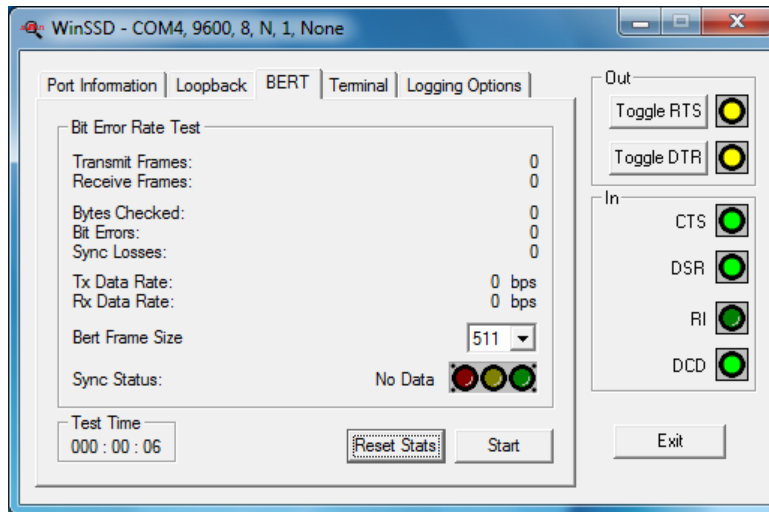 WinSSD - COM4, 9600, 8, N, 1, None
Port Information Loopback BERT Terminal Logging Options
Bit Error Rate Test
Transmit Frames: 0
Receive Frames: 0
Bytes Checked: 0
Bit Errors: 0
Sync Losses: 0
Tx Data Rate: 0 bps
Rx Data Rate: 0 bps
Bert Frame Size 511
Sync Status: No Data
Test Time
000 : 00 : 06
Reset Stats Start
Out
Toggle RTS
Toggle DTR
In
CTS
DSR
RI
DCD
Exit